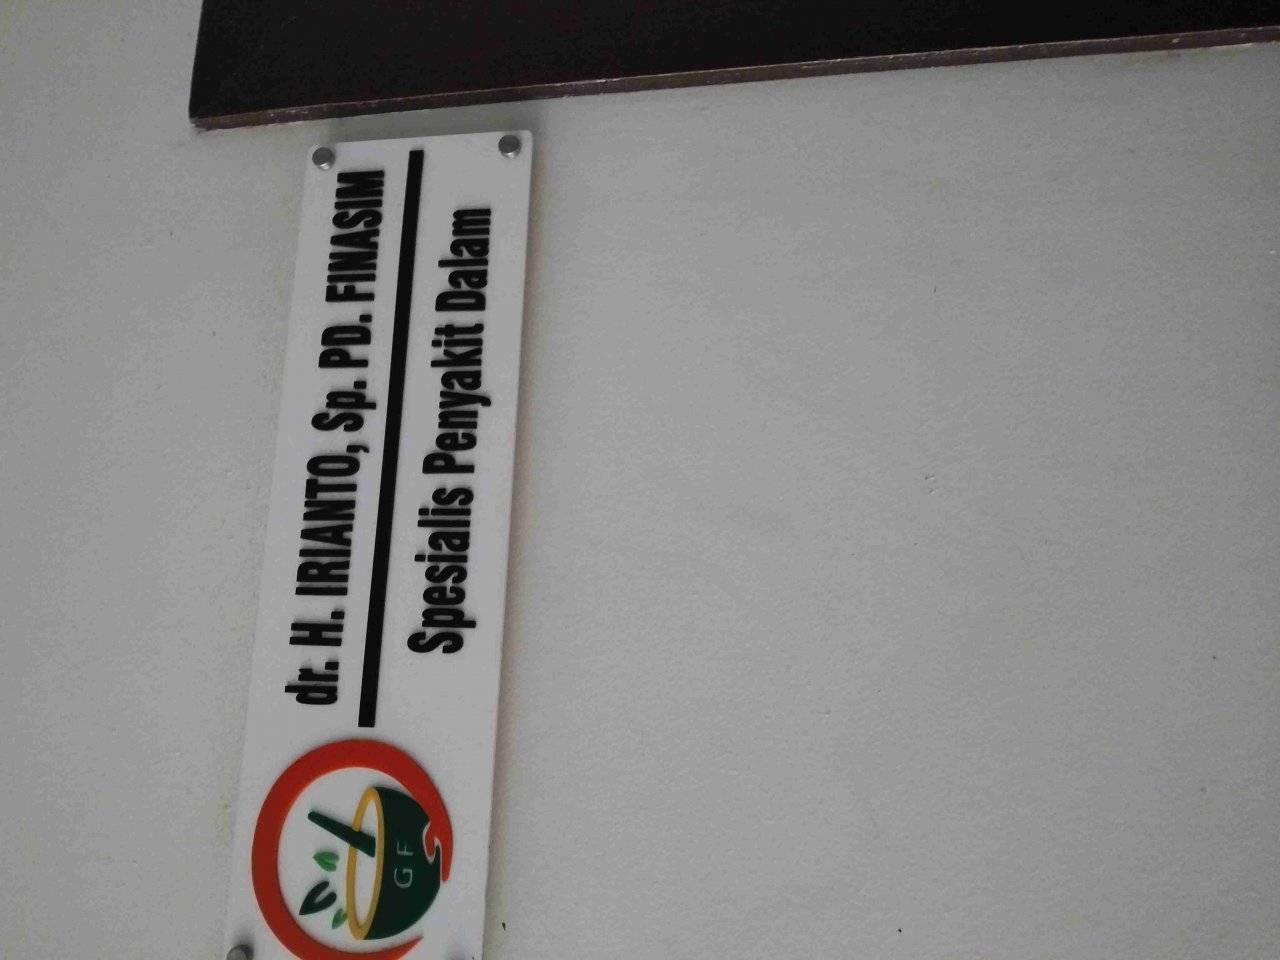 dr. H. IRIANTO, Sp. PD. FINASIM
Spesialis Penyakit Dalam
GF